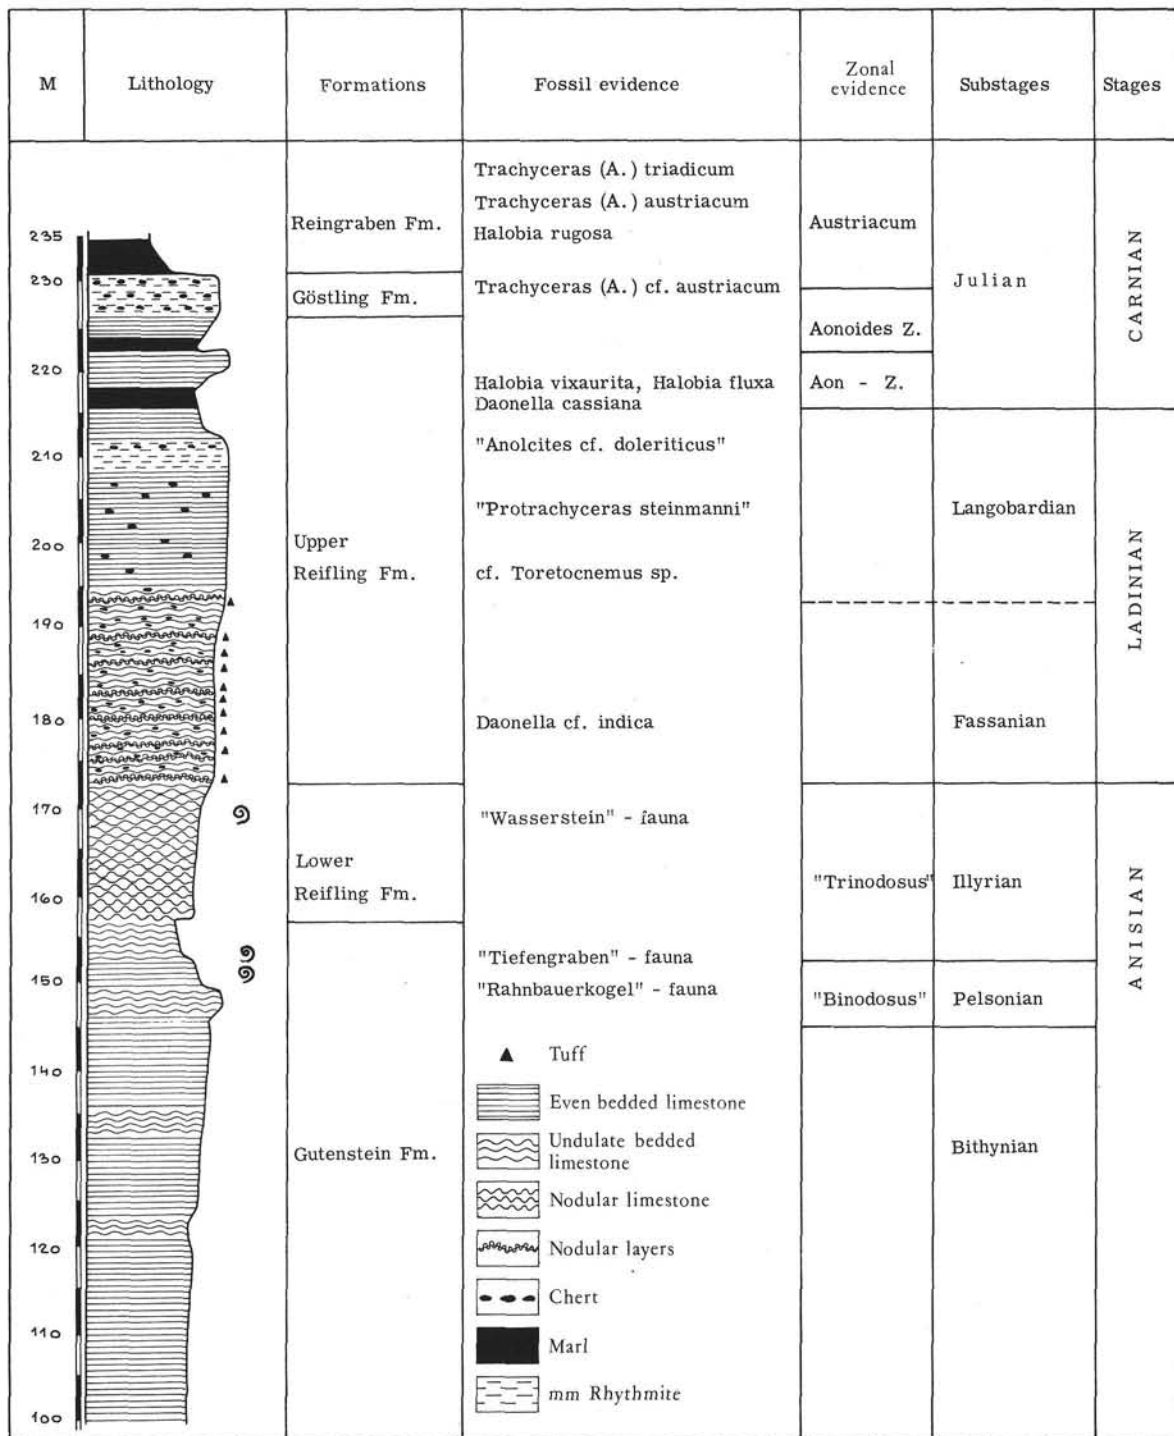 M
Lithology
Formations
Fossil evidence
Zonal
evidence
Substages
Stages
235
230
220
210
200
190
180
170
160
150
140
130
120
110
100
Reingraben Fm.
Göstling Fm.
Upper
Reifling Fm.
Lower
Reifling Fm.
Gutenstein Fm.
Trachyceras (A.) triadicum
Trachyceras (A.) austriacum
Halobia rugosa
Trachyceras (A.) cf. austriacum
Halobia vixaurita, Halobia fluxa
Daonella cassiana
"Anolcites cf. doleriticus"
"Protrachyceras steinmanni"
cf. Toretocnemus sp.
Daonella cf. indica
"Wasserstein" - fauna
"Tiefengraben" - fauna
"Rahnbauerkogel" - fauna
Tuff
Even bedded limestone
Undulate bedded
limestone
Nodular limestone
Nodular layers
Chert
Marl
mm Rhythmite
Austriacum
Aonoides Z.
Aon - Z.
"Trinodosus"
"Binodosus"
Julian
Langobardian
Fassanian
Illyrian
Pelsonian
Bithynian
CARNIAN
LADINIAN
ANISIAN